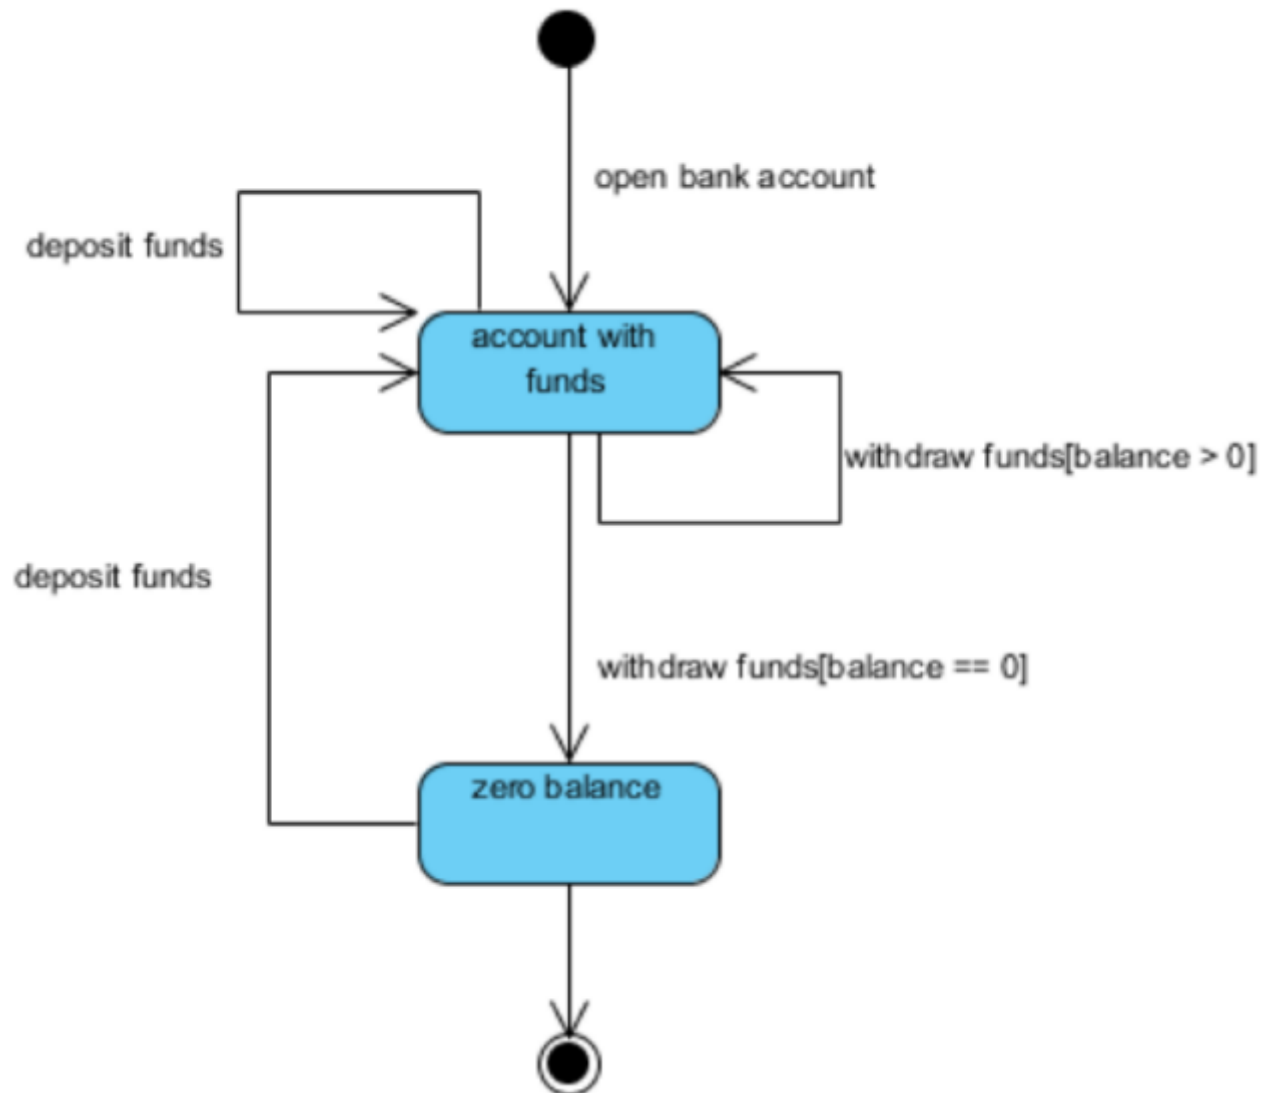 open bank account
deposit funds
account with
funds
withdraw funds[balance > 0]
deposit funds
withdraw funds[balance == 0]
zero balance